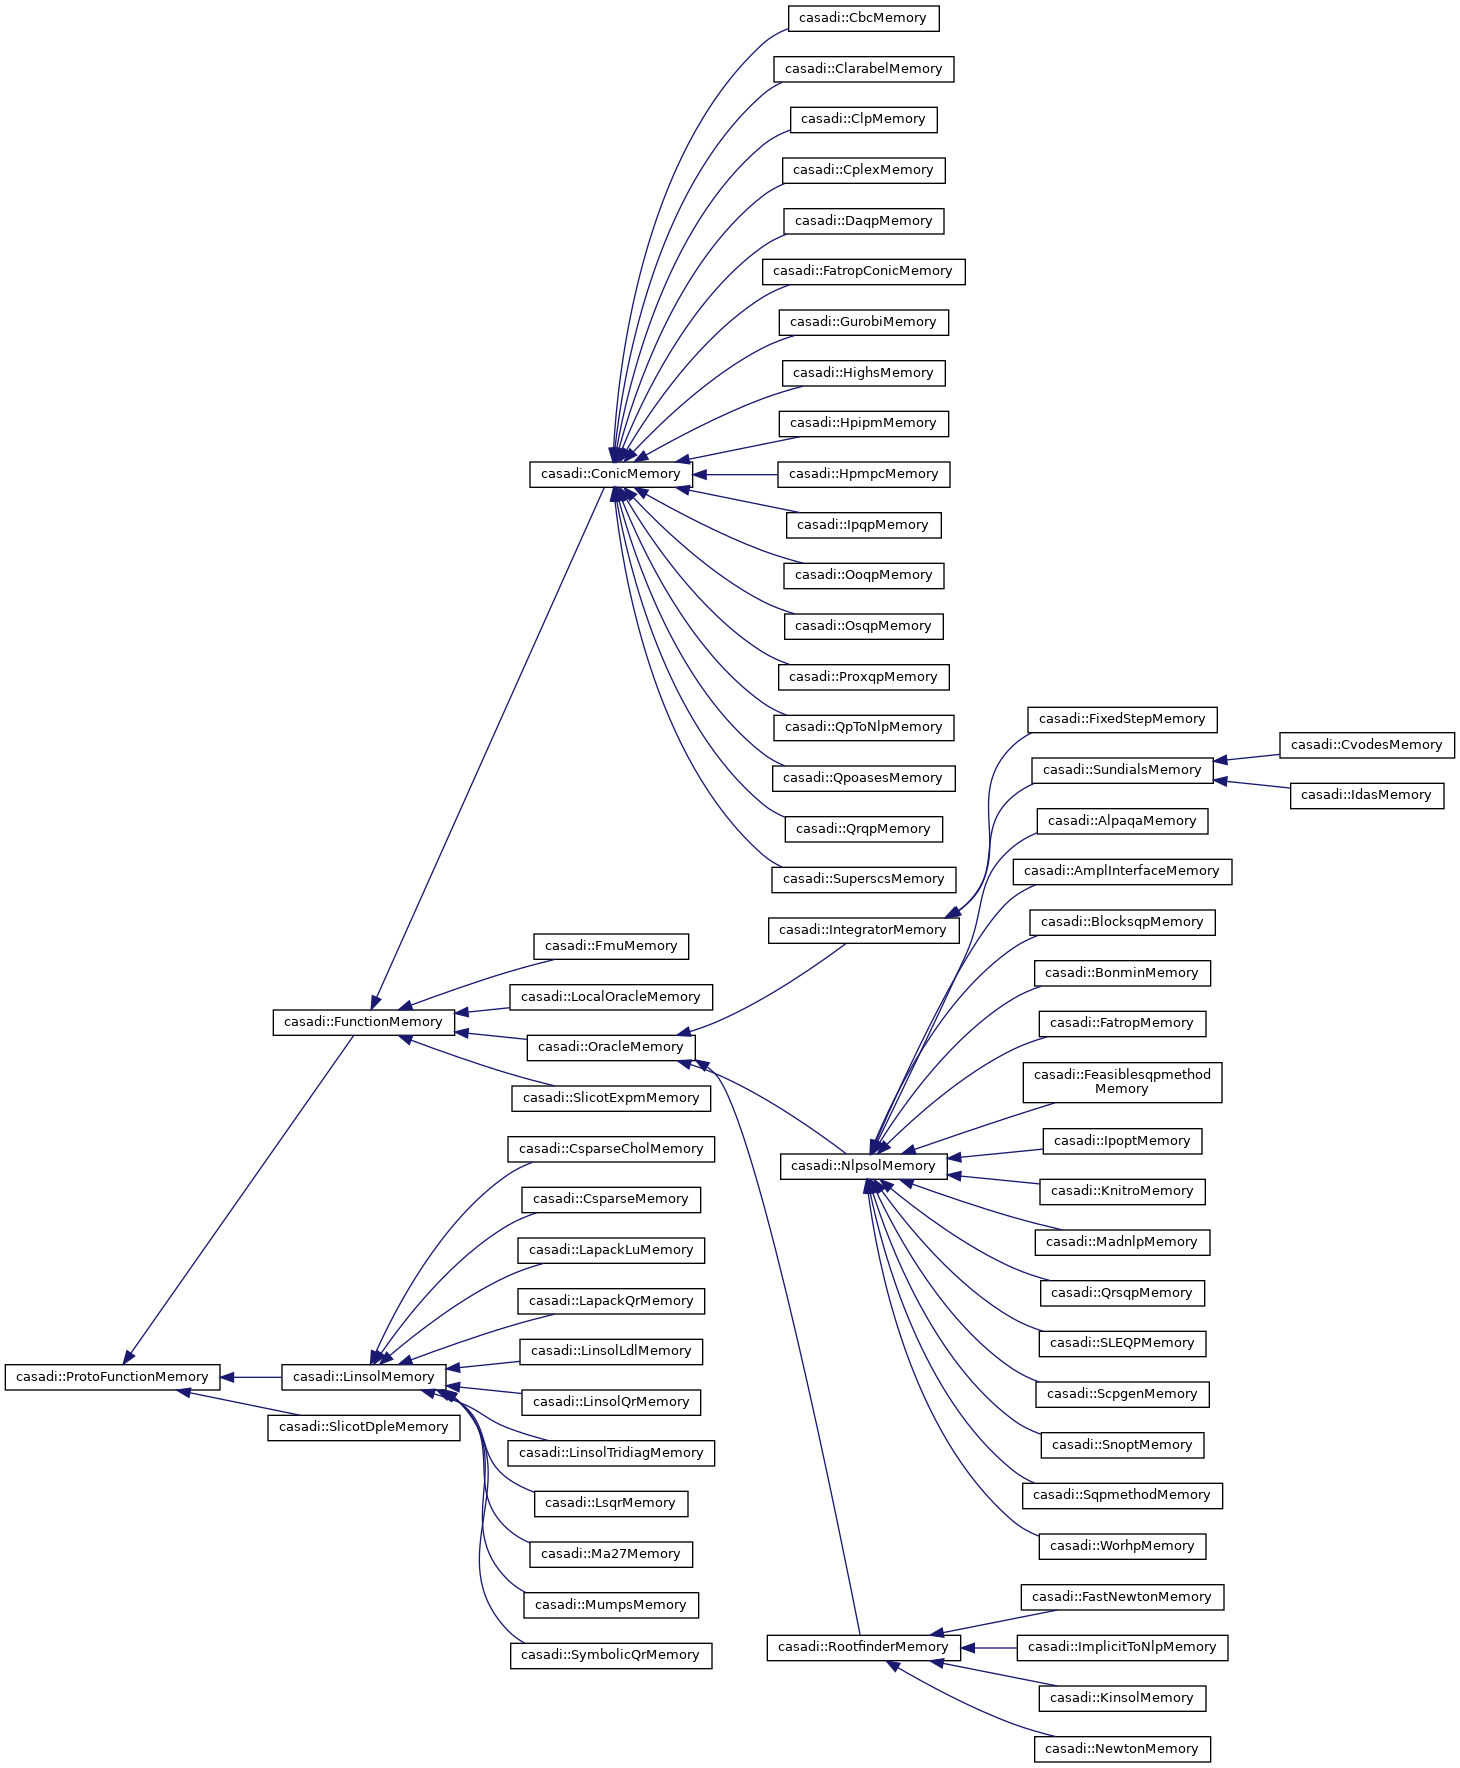 casadi::CbcMemory
casadi::ClarabelMemory
casadi::ClpMemory
casadi::CplexMemory
casadi::DaqpMemory
casadi::FatropConicMemory
casadi::GurobiMemory
casadi::HighsMemory
casadi::HpipmMemory
casadi::ConicMemory
casadi::HpmpcMemory
casadi::IpqpMemory
casadi::OoqpMemory
casadi::OsqpMemory
casadi::ProxqpMemory
casadi::QpToNlpMemory
casadi::QpoasesMemory
casadi::QrqpMemory
casadi::SuperscsMemory
casadi::FixedStepMemory
casadi::SundialsMemory
casadi::CvodesMemory
casadi::IdasMemory
casadi::AlpaqaMemory
casadi::AmplInterfaceMemory
casadi::BlocksqpMemory
casadi::IntegratorMemory
casadi::FmuMemory
casadi::BonminMemory
casadi::LocalOracleMemory
casadi::FunctionMemory
casadi::FatropMemory
casadi::OracleMemory
casadi::Feasiblesqpmethod
Memory
casadi::SlicotExpmMemory
casadi::IpoptMemory
casadi::CsparseCholMemory
casadi::NlpsolMemory
casadi::KnitroMemory
casadi::CsparseMemory
casadi::MadnlpMemory
casadi::LapackLuMemory
casadi::QrsqpMemory
casadi::LapackQrMemory
casadi::SLEQPMemory
casadi::LinsolLdlMemory
casadi::ProtoFunctionMemory
casadi::LinsolMemory
casadi::ScpgenMemory
casadi::LinsolQrMemory
casadi::SlicotDpleMemory
casadi::SnoptMemory
casadi::LinsolTridiagMemory
casadi::SqpmethodMemory
casadi::LsqrMemory
casadi::WorhpMemory
casadi::Ma27Memory
casadi::FastNewtonMemory
casadi::MumpsMemory
casadi::RootfinderMemory
casadi::ImplicitToNlpMemory
casadi::SymbolicQrMemory
casadi::KinsolMemory
casadi::NewtonMemory